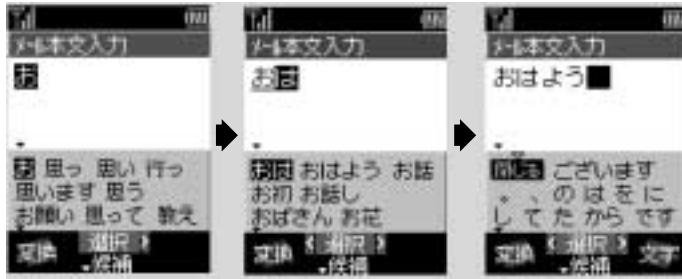 メール本文入力
お
お 思っ 思い 行っ
思います 思う
お願い 思って 教え
変換 選択
候補
メール本文入力
おは
おは おはよう お話
お初 お話し
おばさん お花
変換 選択
候補
メール本文入力
おはよう
ございます
。 、 の は を に
し て た から です
変換 選択 文字
候補